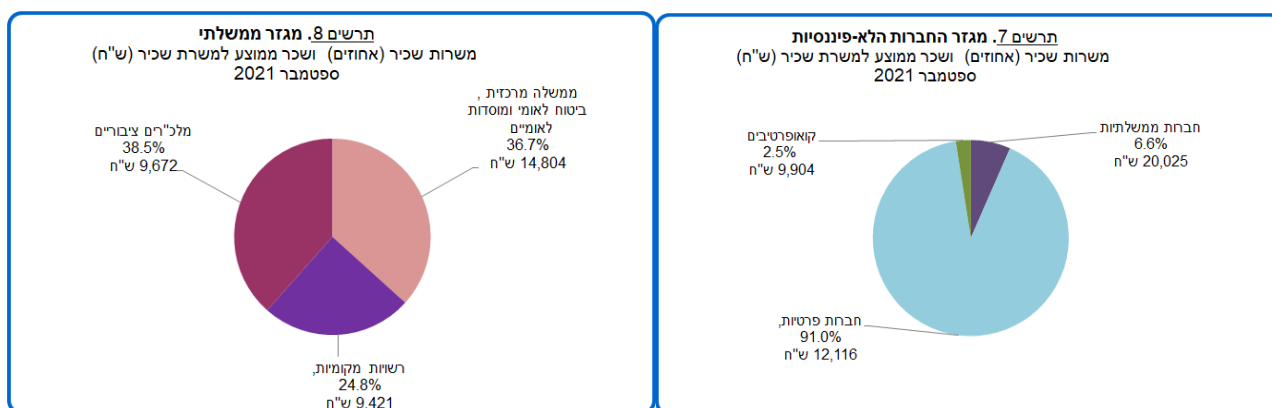 תרשים 7. מגזר החברות הלא-פיננסיות
משרות שכיר (אחוזים) ושכר ממוצע למשרת שכיר (ש"ח)
ספטמבר 2021
חברות ממשלתיות
6.6%
20,025 ש"ח
קואופרטיבים
2.5%
9,904 ש"ח
חברות פרטיות,
91.0%
12,116 ש"ח
תרשים 8. מגזר ממשלתי
משרות שכיר (אחוזים) ושכר ממוצע למשרת שכיר (ש"ח)
ספטמבר 2021
ממשלה מרכזית ,
ביטוח לאומי ומוסדות
לאומיים
36.7%
14,804 ש"ח
מלכ"רים ציבוריים
38.5%
9,672 ש"ח
רשויות מקומיות,
24.8%
9,421 ש"ח